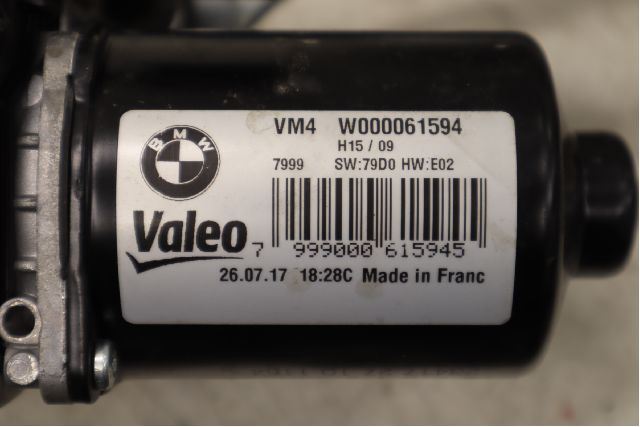 VM4 W000061594
H15 / 09
7999 SW:79D0 HW:E02
BMW
Valeo
7 999000 615945
26.07.17 18:28C Made in Franc